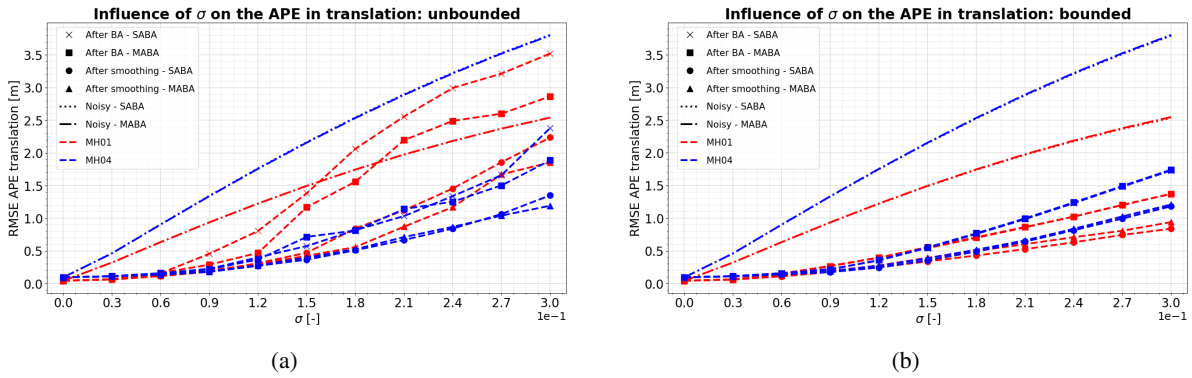 Influence of σ on the APE in translation: unbounded
After BA - SABA
After BA - MABA
After smoothing - SABA
After smoothing - MABA
Noisy - SABA
Noisy - MABA
MH01
MH04
RMSE APE translation [m]
3.5
3.0
2.5
2.0
1.5
1.0
0.5
0.0
0.0 0.3 0.6 0.9 1.2 1.5 1.8 2.1 2.4 2.7 3.0
σ [-]
1e−1
(a)
Influence of σ on the APE in translation: bounded
After BA - SABA
After BA - MABA
After smoothing - SABA
After smoothing - MABA
Noisy - SABA
Noisy - MABA
MH01
MH04
RMSE APE translation [m]
3.5
3.0
2.5
2.0
1.5
1.0
0.5
0.0
0.0 0.3 0.6 0.9 1.2 1.5 1.8 2.1 2.4 2.7 3.0
σ [-]
1e−1
(b)